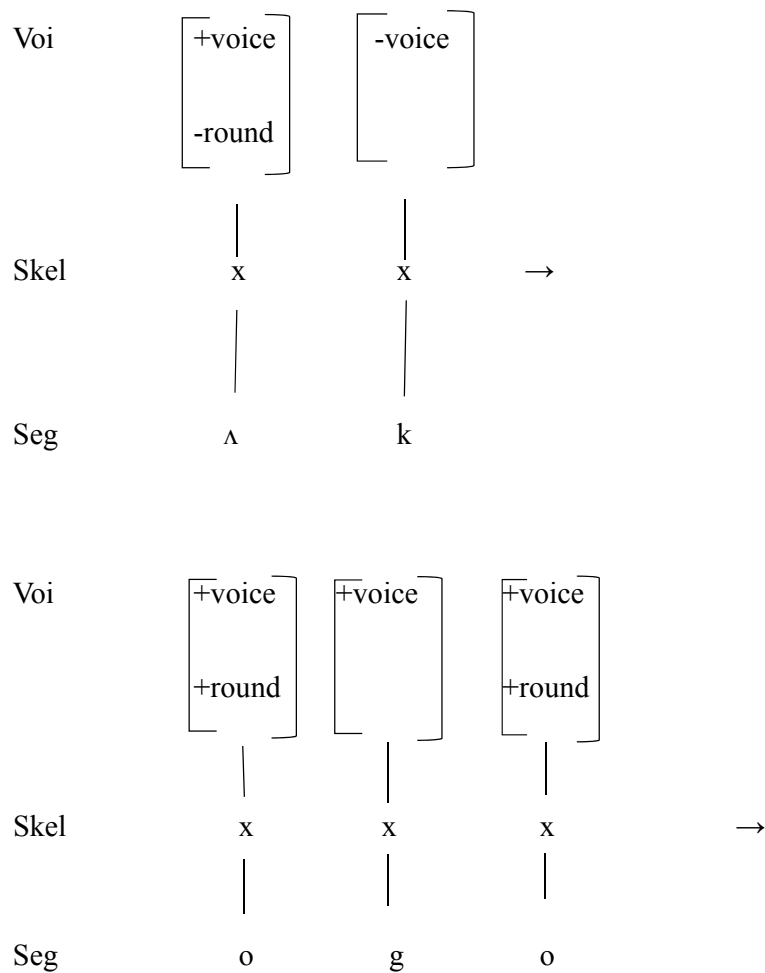 Voi +voice -voice
-round
Skel x x →
Seg ʌ k
Voi +voice +voice +voice
+round +round
Skel x x x →
Seg o g o